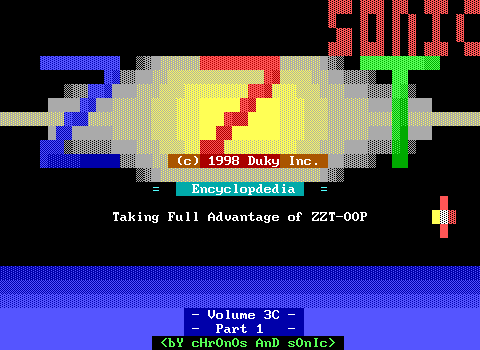 SONIC
ZZT
(c) 1998 Duky Inc.
= Encyclopdedia =
Taking Full Advantage of ZZT-OOP
- Volume 3C -
- Part 1 -
<bY cHrOnOs AnD sOnIc>